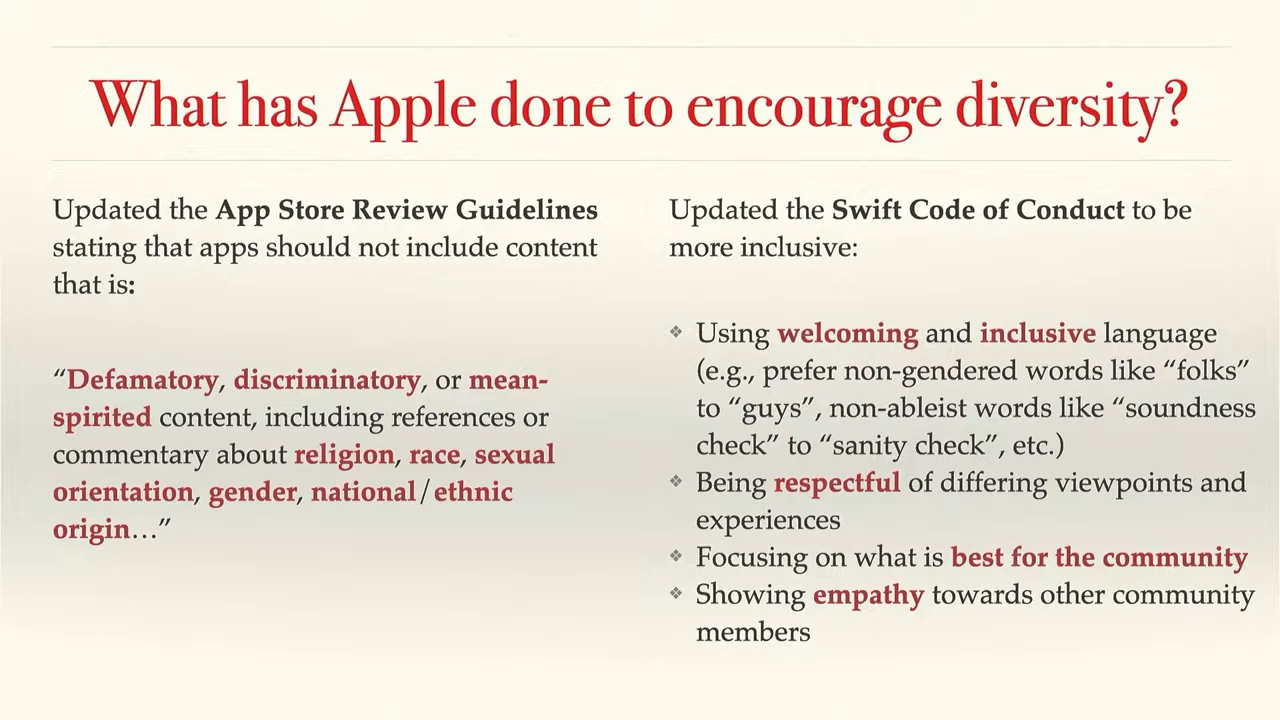 What has Apple done to encourage diversity?
Updated the App Store Review Guidelines
stating that apps should not include content
that is:
“Defamatory, discriminatory, or mean-
spirited content, including references or
commentary about religion, race, sexual
orientation, gender, national/ethnic
origin…”
Updated the Swift Code of Conduct to be
more inclusive:
❖ Using welcoming and inclusive language
(e.g., prefer non-gendered words like “folks”
to “guys”, non-ableist words like “soundness
check” to “sanity check”, etc.)
❖ Being respectful of differing viewpoints and
experiences
❖ Focusing on what is best for the community
❖ Showing empathy towards other community
members